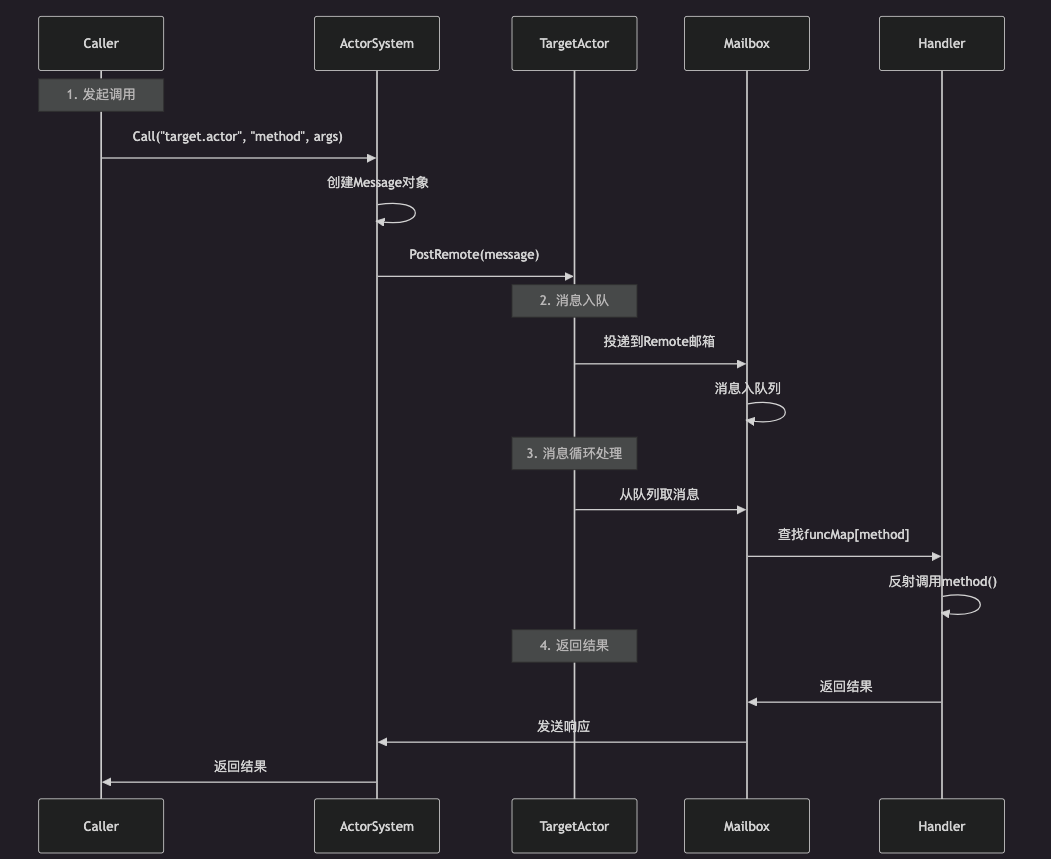 Caller
ActorSystem
TargetActor
Mailbox
Handler
1. 发起调用
Call("target.actor", "method", args)
创建Message对象
PostRemote(message)
2. 消息入队
投递到Remote邮箱
消息入队列
3. 消息循环处理
从队列取消息
查找funcMap[method]
反射调用method()
4. 返回结果
返回结果
发送响应
返回结果
Caller
ActorSystem
TargetActor
Mailbox
Handler